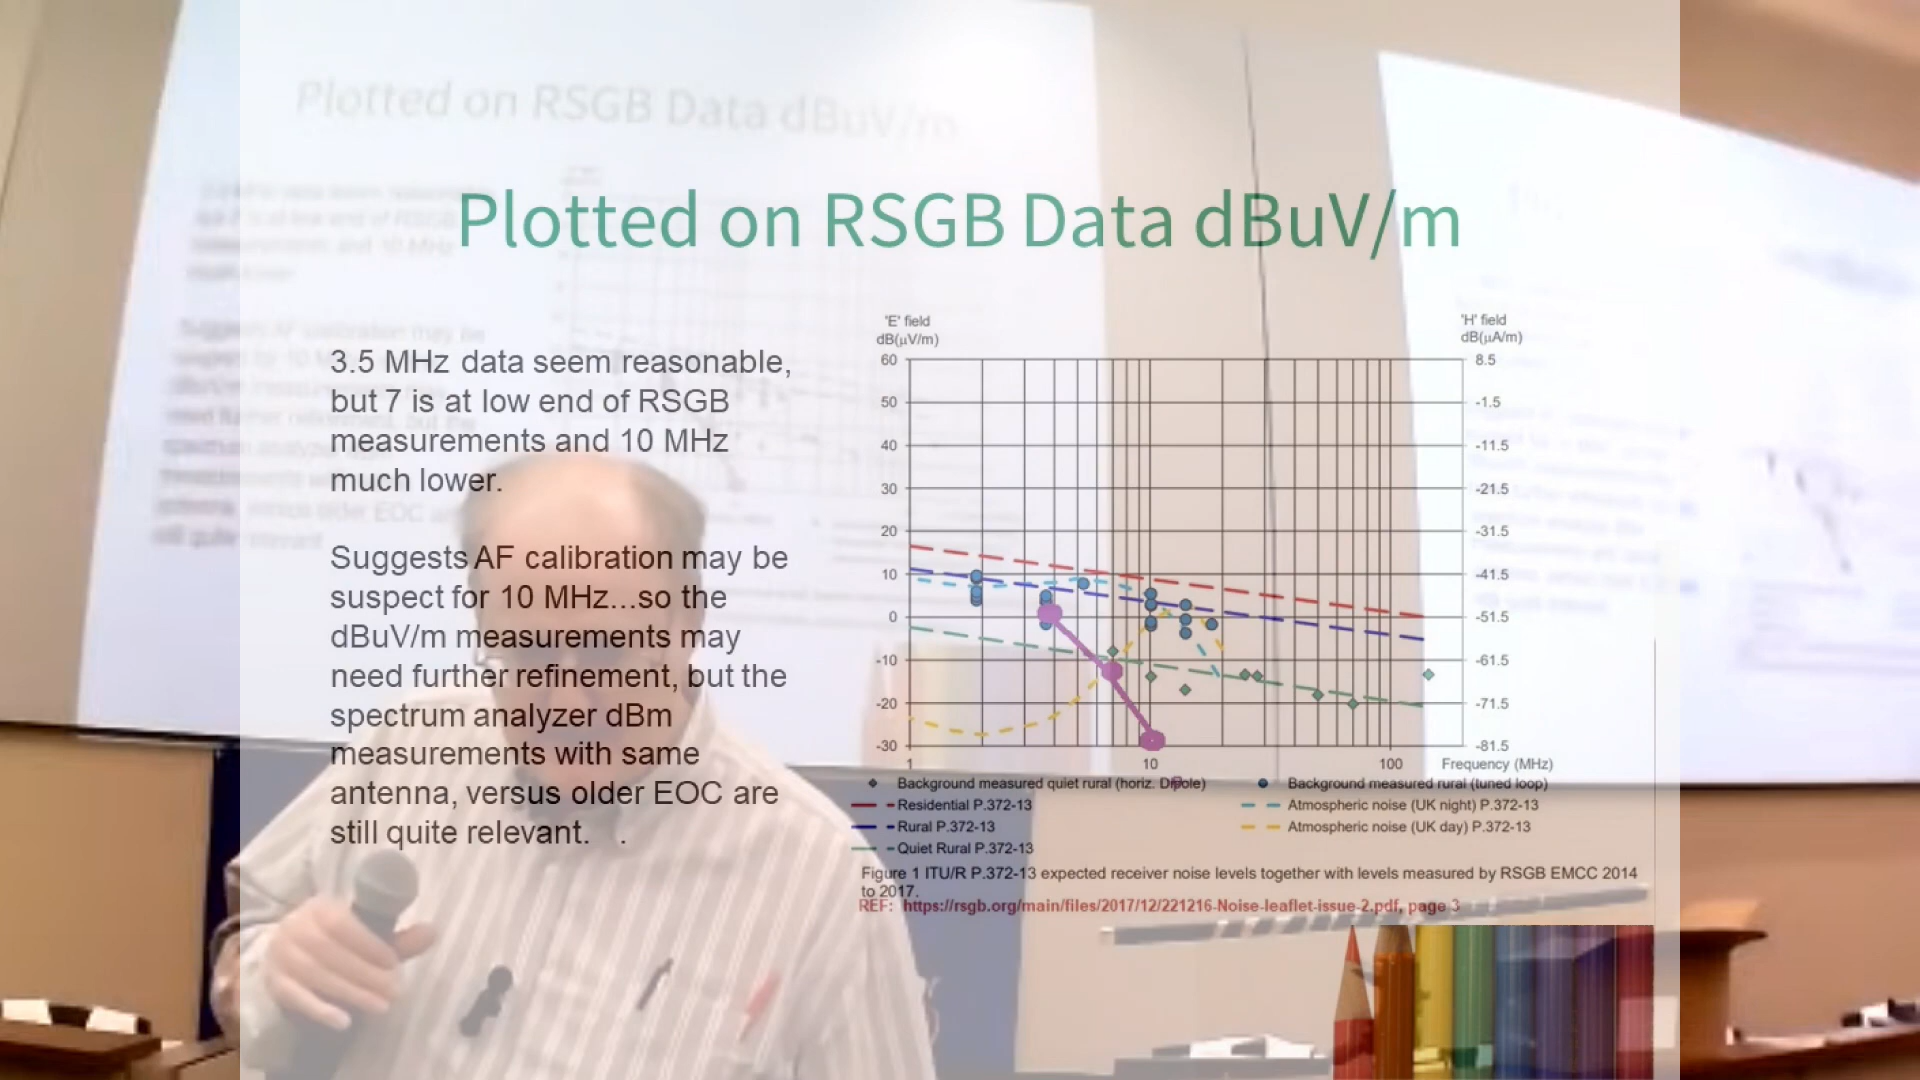 Plotted on RSGB Data dBuV/m
Plotted on RSGB Data dBuV/m
3.5 MHz data seem reasonable,
but 7 is at low end of RSGB
measurements and 10 MHz
much lower.
Suggests AF calibration may be
suspect for 10 MHz...so the
dBuV/m measurements may
need further refinement, but the
spectrum analyzer dBm
measurements with same
antenna, versus older EOC are
still quite relevant. .
'E' field
dB(µV/m)
'H' field
dB(µA/m)
60 8.5
50 -1.5
40 -11.5
30 -21.5
20 -31.5
10 -41.5
0 -51.5
-10 -61.5
-20 -71.5
-30 -81.5
1 10 100 Frequency (MHz)
Background measured quiet rural (horiz. Dipole) Background measured rural (tuned loop)
Residential P.372-13 Atmospheric noise (UK night) P.372-13
Rural P.372-13 Atmospheric noise (UK day) P.372-13
Quiet Rural P.372-13
Figure 1 ITU/R P.372-13 expected receiver noise levels together with levels measured by RSGB EMCC 2014
to 2017.
REF: https://rsgb.org/main/files/2017/12/221216-Noise-leaflet-issue-2.pdf, page 3